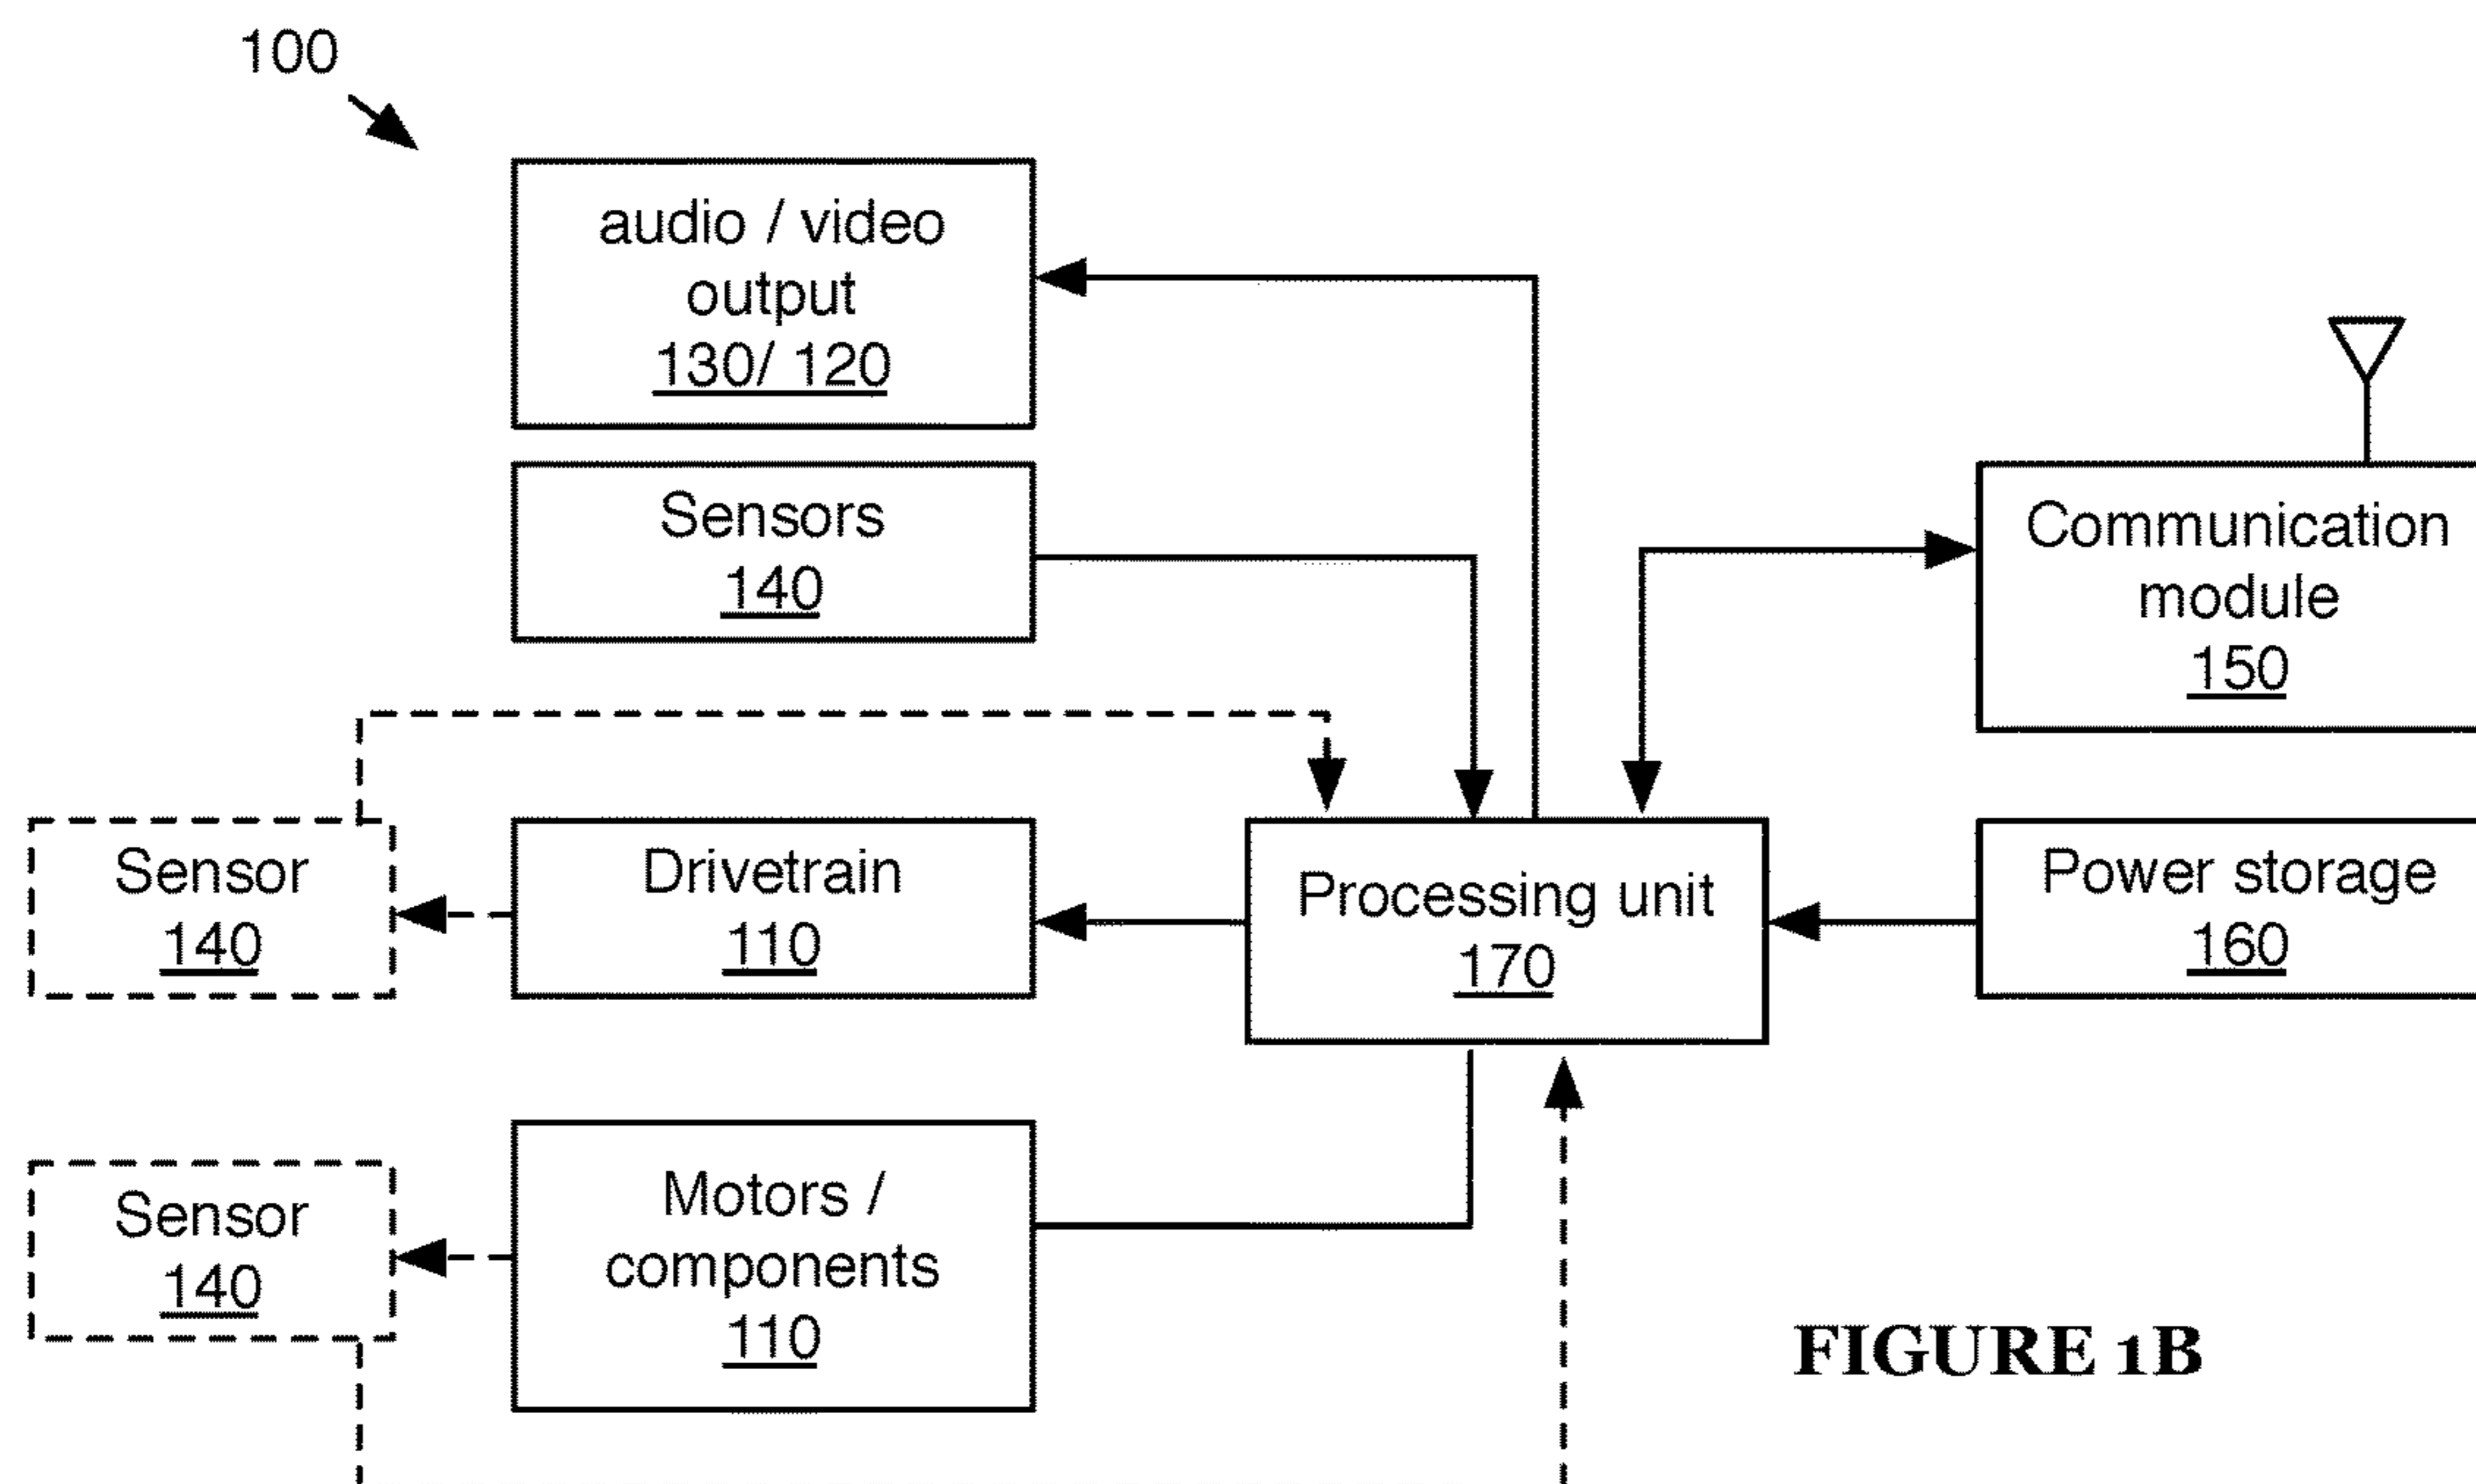 100
audio / video
output
130/ 120
Sensors
140
Communication
module
150
Sensor
140
Drivetrain
110
Processing unit
170
Power storage
160
Sensor
140
Motors /
components
110
FIGURE 1B